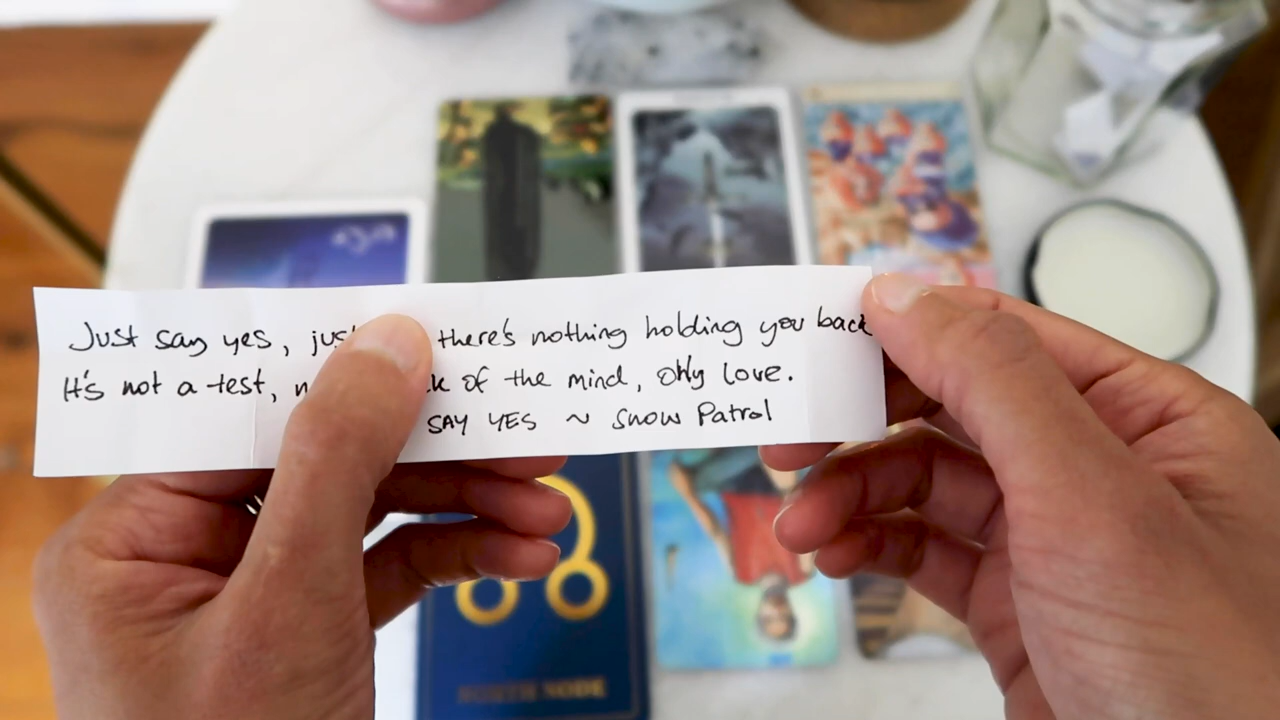 Just say yes, just there's nothing holding you back
It's not a test, of the mind, only love.
SAY YES ~ Snow Patrol
NORTH NODE